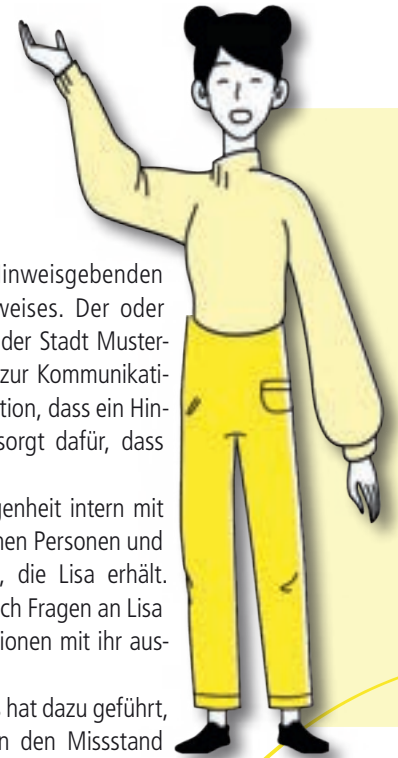 inweisgebenden
weises. Der oder
der Stadt Muster-
zur Kommunikati-
tion, dass ein Hin-
sorgt dafür, dass
genheit intern mit
nen Personen und
, die Lisa erhält.
ch Fragen an Lisa
ionen mit ihr aus-
hat dazu geführt,
n den Missstand